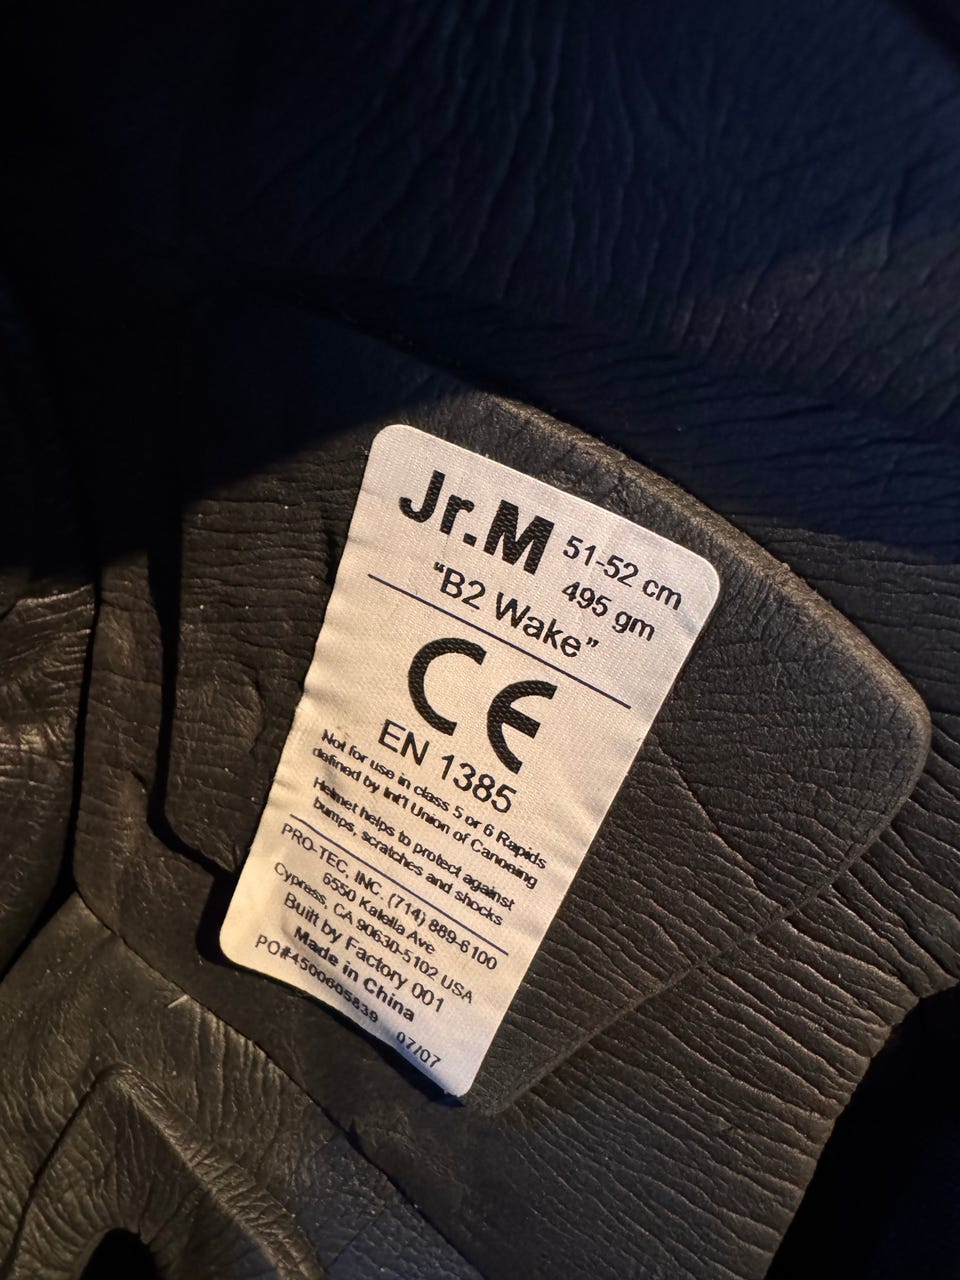 Jr.M 51-52 cm
495 gm
“B2 Wake”
CE
EN 1385
Not for use in class 5 or 6 Rapids
defined by Int'l Union of Canoeing
Helmet helps to protect against
bumps, scratches and shocks
PRO-TEC, INC. (714) 889-6100
6550 Katella Ave
Cypress, CA 90630-5102 USA
Built by Factory 001
Made in China
PO#4500605839 07/07